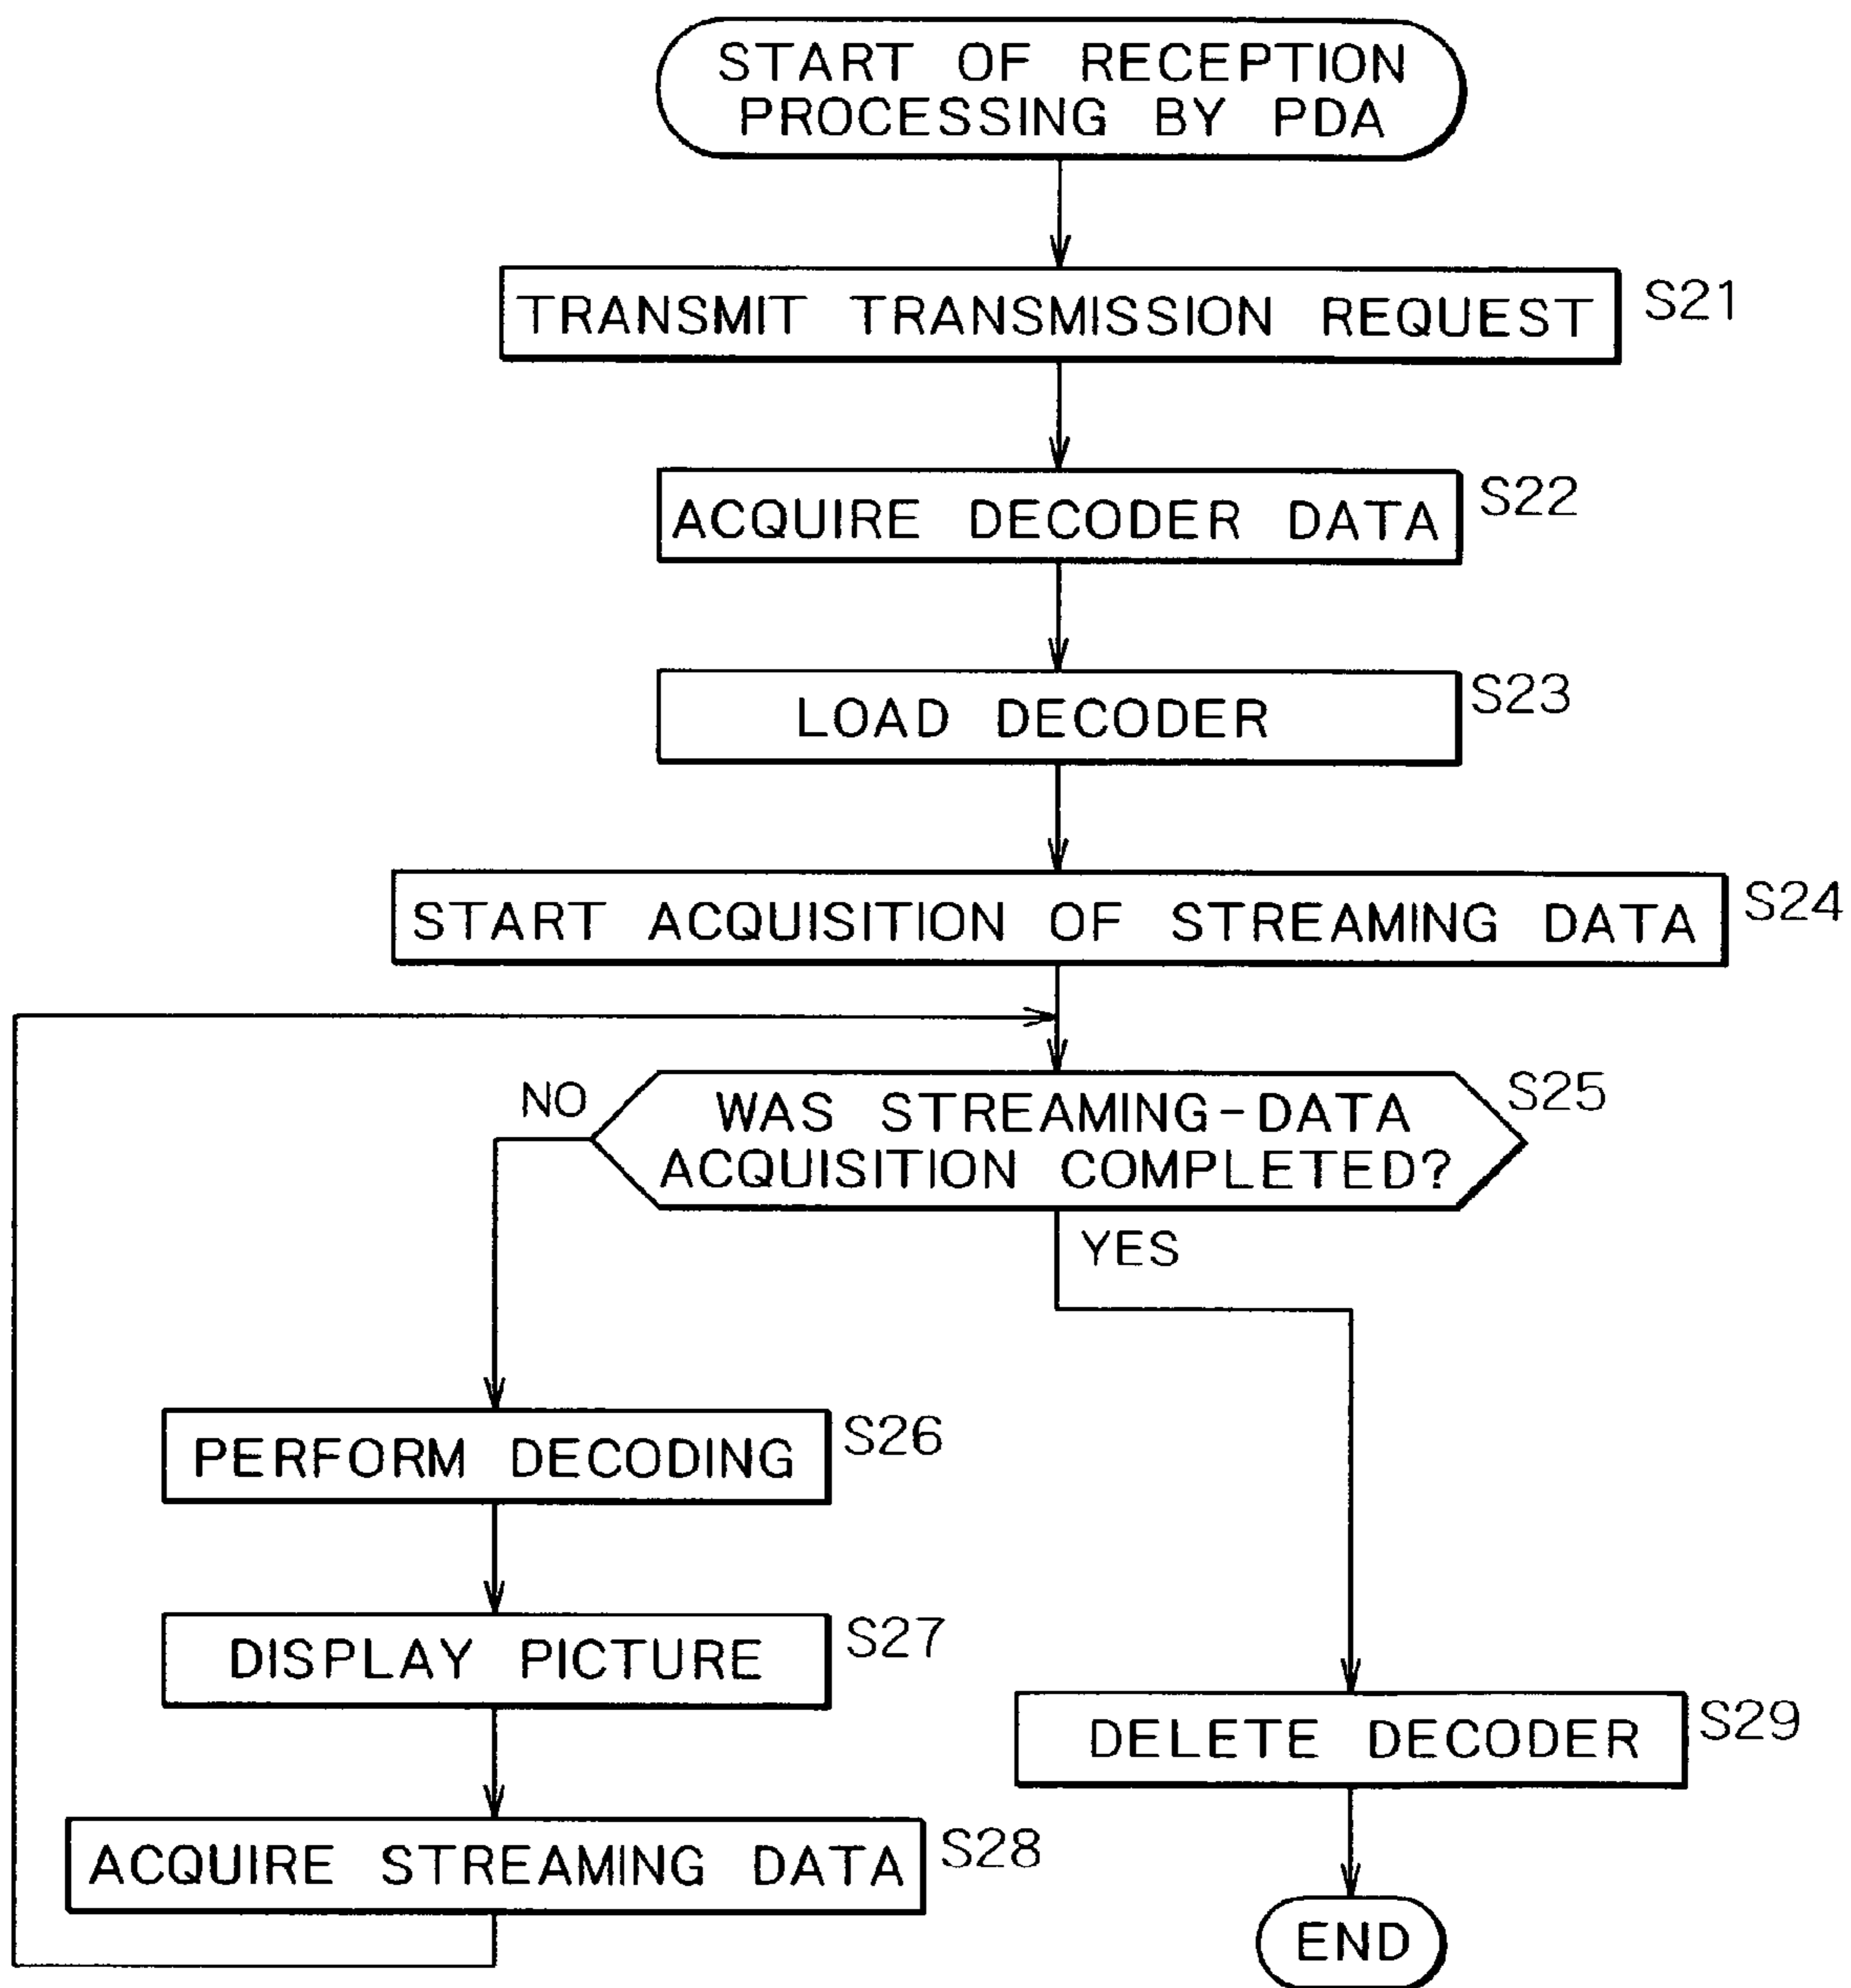 START OF RECEPTION
PROCESSING BY PDA
TRANSMIT TRANSMISSION REQUEST
S21
ACQUIRE DECODER DATA
S22
LOAD DECODER
S23
START ACQUISITION OF STREAMING DATA
S24
WAS STREAMING-DATA
ACQUISITION COMPLETED?
S25
NO
YES
PERFORM DECODING
S26
DISPLAY PICTURE
S27
ACQUIRE STREAMING DATA
S28
DELETE DECODER
S29
END